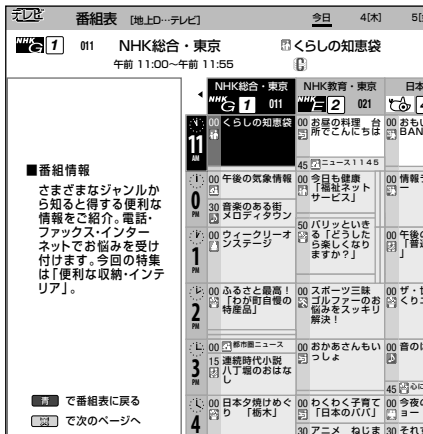 テレビ 番組表 [地上D…テレビ] 今日 4[木] 5[
NHK G 1 011 NHK総合・東京 くらしの知恵袋
午前 11:00~午前 11:55
NHK総合・東京 NHK教育・東京 日本
NHK G 1 011 NHK E 2 021 4
11 AM
00 くらしの知恵袋
00 お昼の料理 台
所でこんにちは
00 おもい
BAN
45 ニュース1145
■番組情報
さまざまなジャンルか
ら知ると得する便利な
情報をご紹介。電話・
ファックス・インター
ネットでお悩みを受け
付けます。今回の特集
は「便利な収納・インテ
リア」。
0 PM
00 午後の気象情報
30 音楽のある街
メロディタウン
00 今日も健康
「福祉ネット
サービス」
00 情報
ー
50 パリッといき
る「どうした
ら楽しくなり
ますか?」
1 PM
00 ウィークリーオ
ンステージ
00 午後の
「普
」
2 PM
00 ふるさと最高!
「わが町自慢の
特産品」
00 スポーツ三昧
ゴルファーのお
悩みをスッキリ
解決!
00 ザ・
くり
3 PM
00 都市圏ニュース
15 連続時代小説
八丁堀のおはな
し
00 おかあさんもい
っしょ
00 音の
45 心に
4
00 日本夕焼けめぐ
り 「栃木」
00 わくわく子育て
「日本のパパ」
30 アニメ ねじま
00 今夜の
ョー
30 それす
青 で番組表に戻る
で次のページへ